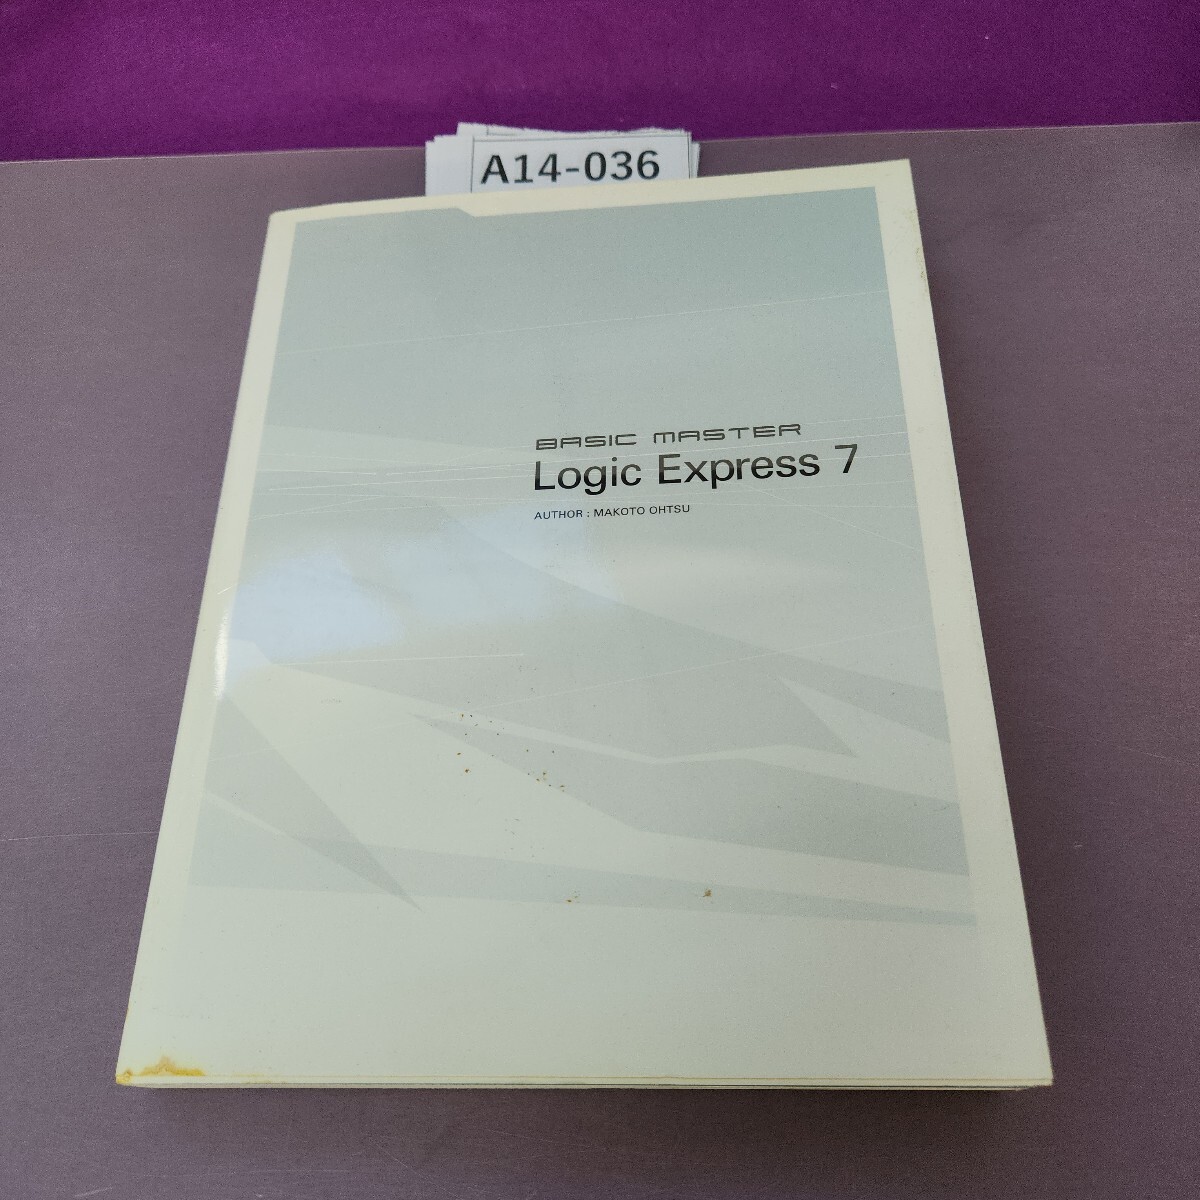 A14-036
BASIC MASTER
Logic Express 7
AUTHOR : MAKOTO OHTSU